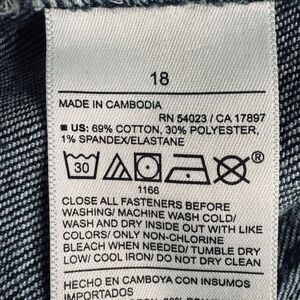 18
MADE IN CAMBODIA
RN 54023 / CA 17897
■ US: 69% COTTON, 30% POLYESTER,
1% SPANDEX/ELASTANE
30
®
1166
CLOSE ALL FASTENERS BEFORE
WASHING/ MACHINE WASH COLD/
WASH AND DRY INSIDE OUT WITH LIKE
COLORS/ ONLY NON-CHLORINE
BLEACH WHEN NEEDED/ TUMBLE DRY
LOW/ COOL IRON/ DO NOT DRY CLEAN
HECHO EN CAMBOYA CON INSUMOS
IMPORTADOS